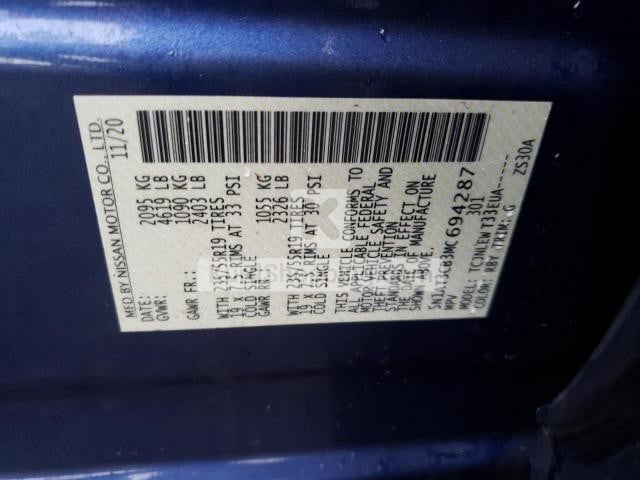 MFD BY NISSAN MOTOR CO., LTD.
DATE: 11/20
GVWR: 2095 KG
4619 LB
GAWR FR.: 1090 KG
2403 LB
WITH 235/55R19 TIRES
19 X 7.5 RIMS AT 33 PSI
COLD SINGLE
GAWR RR.: 1055 KG
2326 LB
WITH 235/55R19 TIRES
19 X 7.5 RIMS AT 30 PSI
COLD SINGLE
THIS VEHICLE CONFORMS TO
ALL APPLICABLE FEDERAL
MOTOR VEHICLE SAFETY AND
THEFT PREVENTION
STANDARDS IN EFFECT ON
THE DATE OF MANUFACTURE
SHOWN ABOVE.
5N1AT3CB3MC694287
MPV 301
MODEL: TCJNLEWT33EUA-----
COLOR: RBY TRIM: G
ZS30A